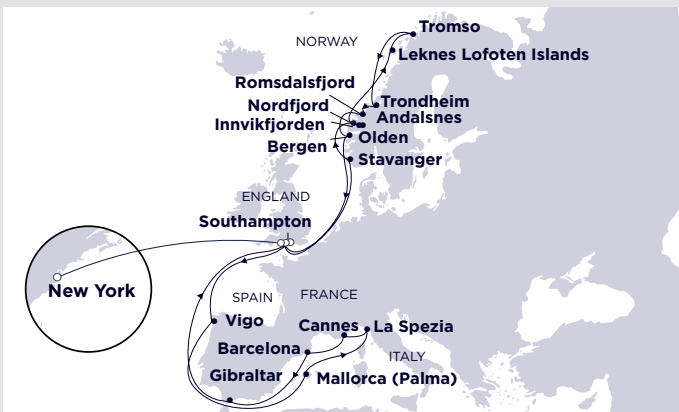 Tromso
NORWAY
Leknes Lofoten Islands
Romsdalsfjord
Trondheim
Nordfjord
Andalsnes
Innvikfjorden
Olden
Bergen
Stavanger
ENGLAND
Southampton
New York
SPAIN
FRANCE
Vigo
Cannes
La Spezia
Barcelona
ITALY
Gibraltar
Mallorca (Palma)